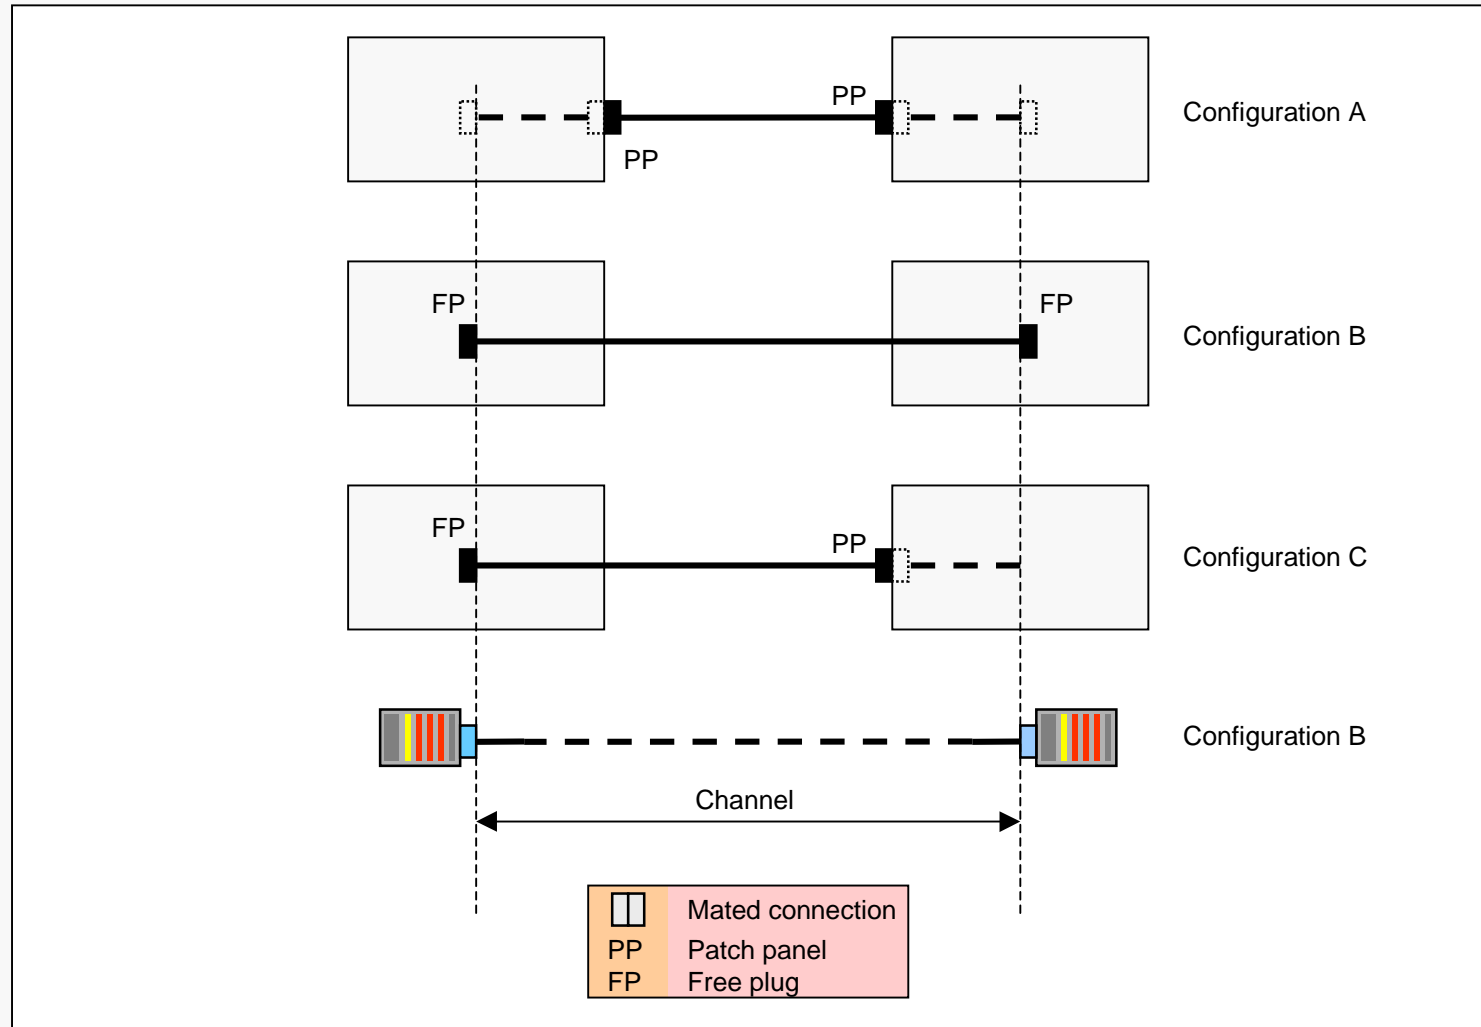 PP
Configuration A
PP
FP
FP
Configuration B
FP
PP
Configuration C
Configuration B
Channel
Mated connection
PP Patch panel
FP Free plug